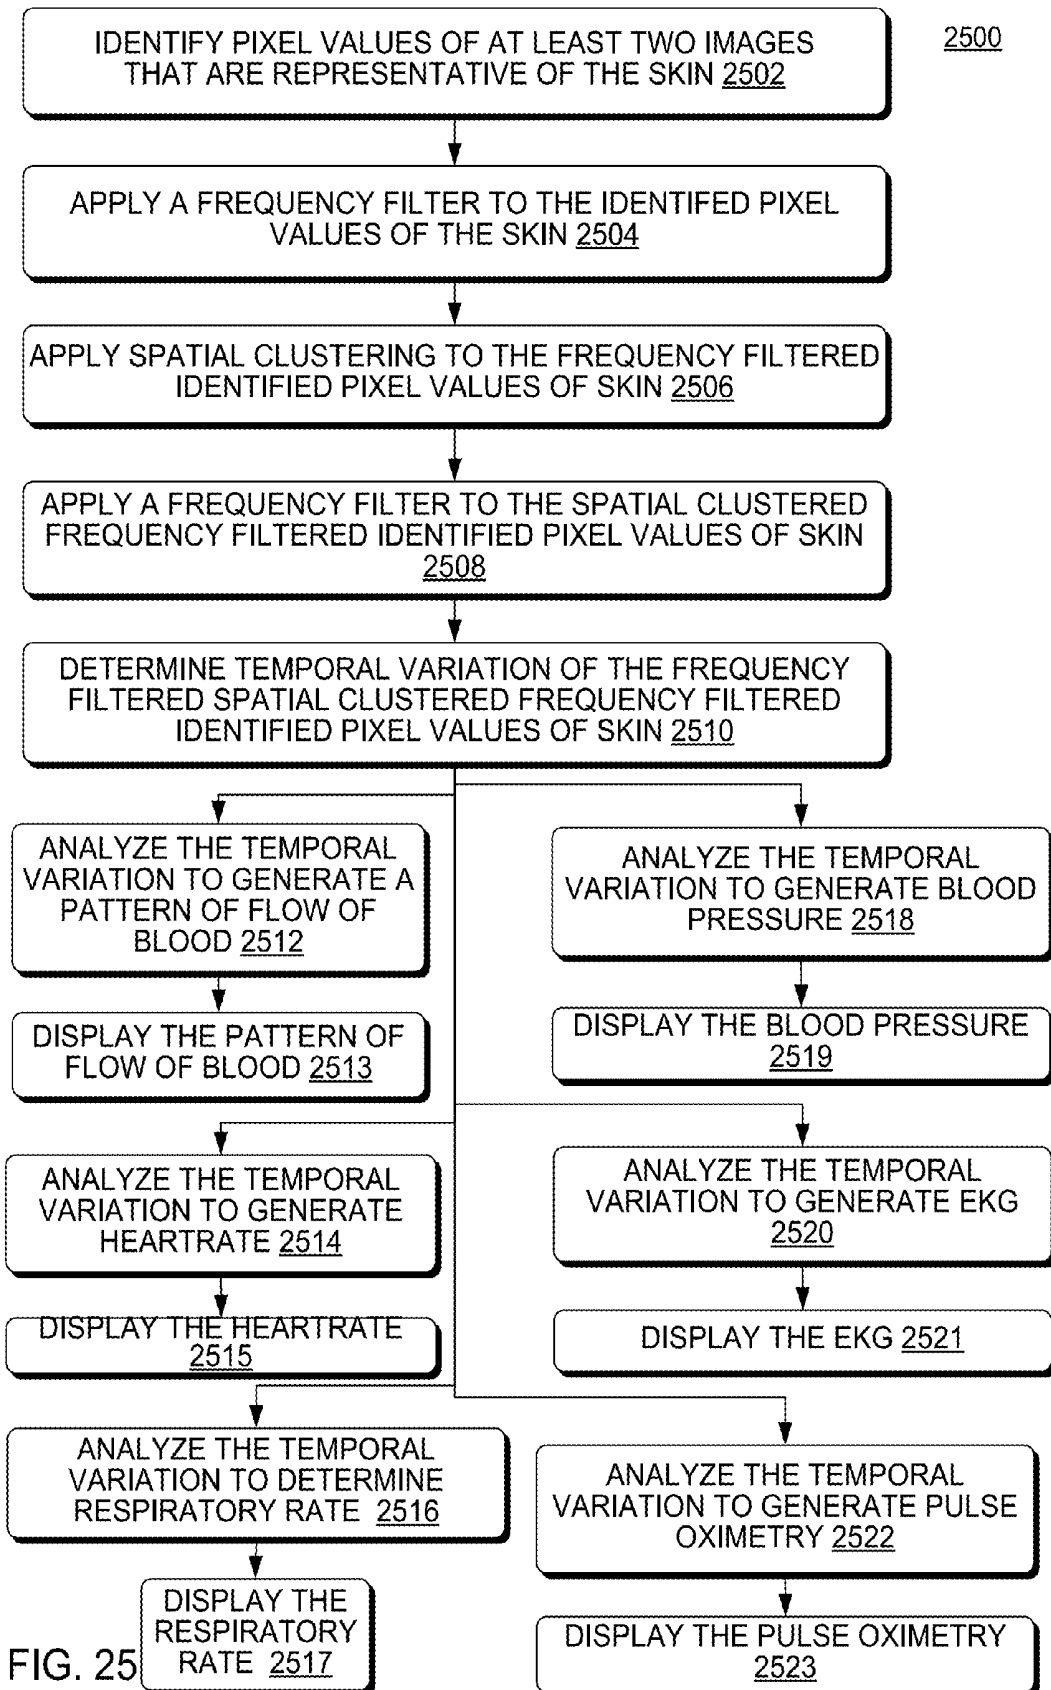 2500
IDENTIFY PIXEL VALUES OF AT LEAST TWO IMAGES
THAT ARE REPRESENTATIVE OF THE SKIN 2502
APPLY A FREQUENCY FILTER TO THE IDENTIFED PIXEL
VALUES OF THE SKIN 2504
APPLY SPATIAL CLUSTERING TO THE FREQUENCY FILTERED
IDENTIFIED PIXEL VALUES OF SKIN 2506
APPLY A FREQUENCY FILTER TO THE SPATIAL CLUSTERED
FREQUENCY FILTERED IDENTIFIED PIXEL VALUES OF SKIN
2508
DETERMINE TEMPORAL VARIATION OF THE FREQUENCY
FILTERED SPATIAL CLUSTERED FREQUENCY FILTERED
IDENTIFIED PIXEL VALUES OF SKIN 2510
ANALYZE THE TEMPORAL
VARIATION TO GENERATE A
PATTERN OF FLOW OF
BLOOD 2512
DISPLAY THE PATTERN OF
FLOW OF BLOOD 2513
ANALYZE THE TEMPORAL
VARIATION TO GENERATE BLOOD
PRESSURE 2518
DISPLAY THE BLOOD PRESSURE
2519
ANALYZE THE TEMPORAL
VARIATION TO GENERATE
HEARTRATE 2514
DISPLAY THE HEARTRATE
2515
ANALYZE THE TEMPORAL
VARIATION TO GENERATE EKG
2520
DISPLAY THE EKG 2521
ANALYZE THE TEMPORAL
VARIATION TO DETERMINE
RESPIRATORY RATE 2516
DISPLAY THE
RESPIRATORY
RATE 2517
ANALYZE THE TEMPORAL
VARIATION TO GENERATE PULSE
OXIMETRY 2522
DISPLAY THE PULSE OXIMETRY
2523
FIG. 25